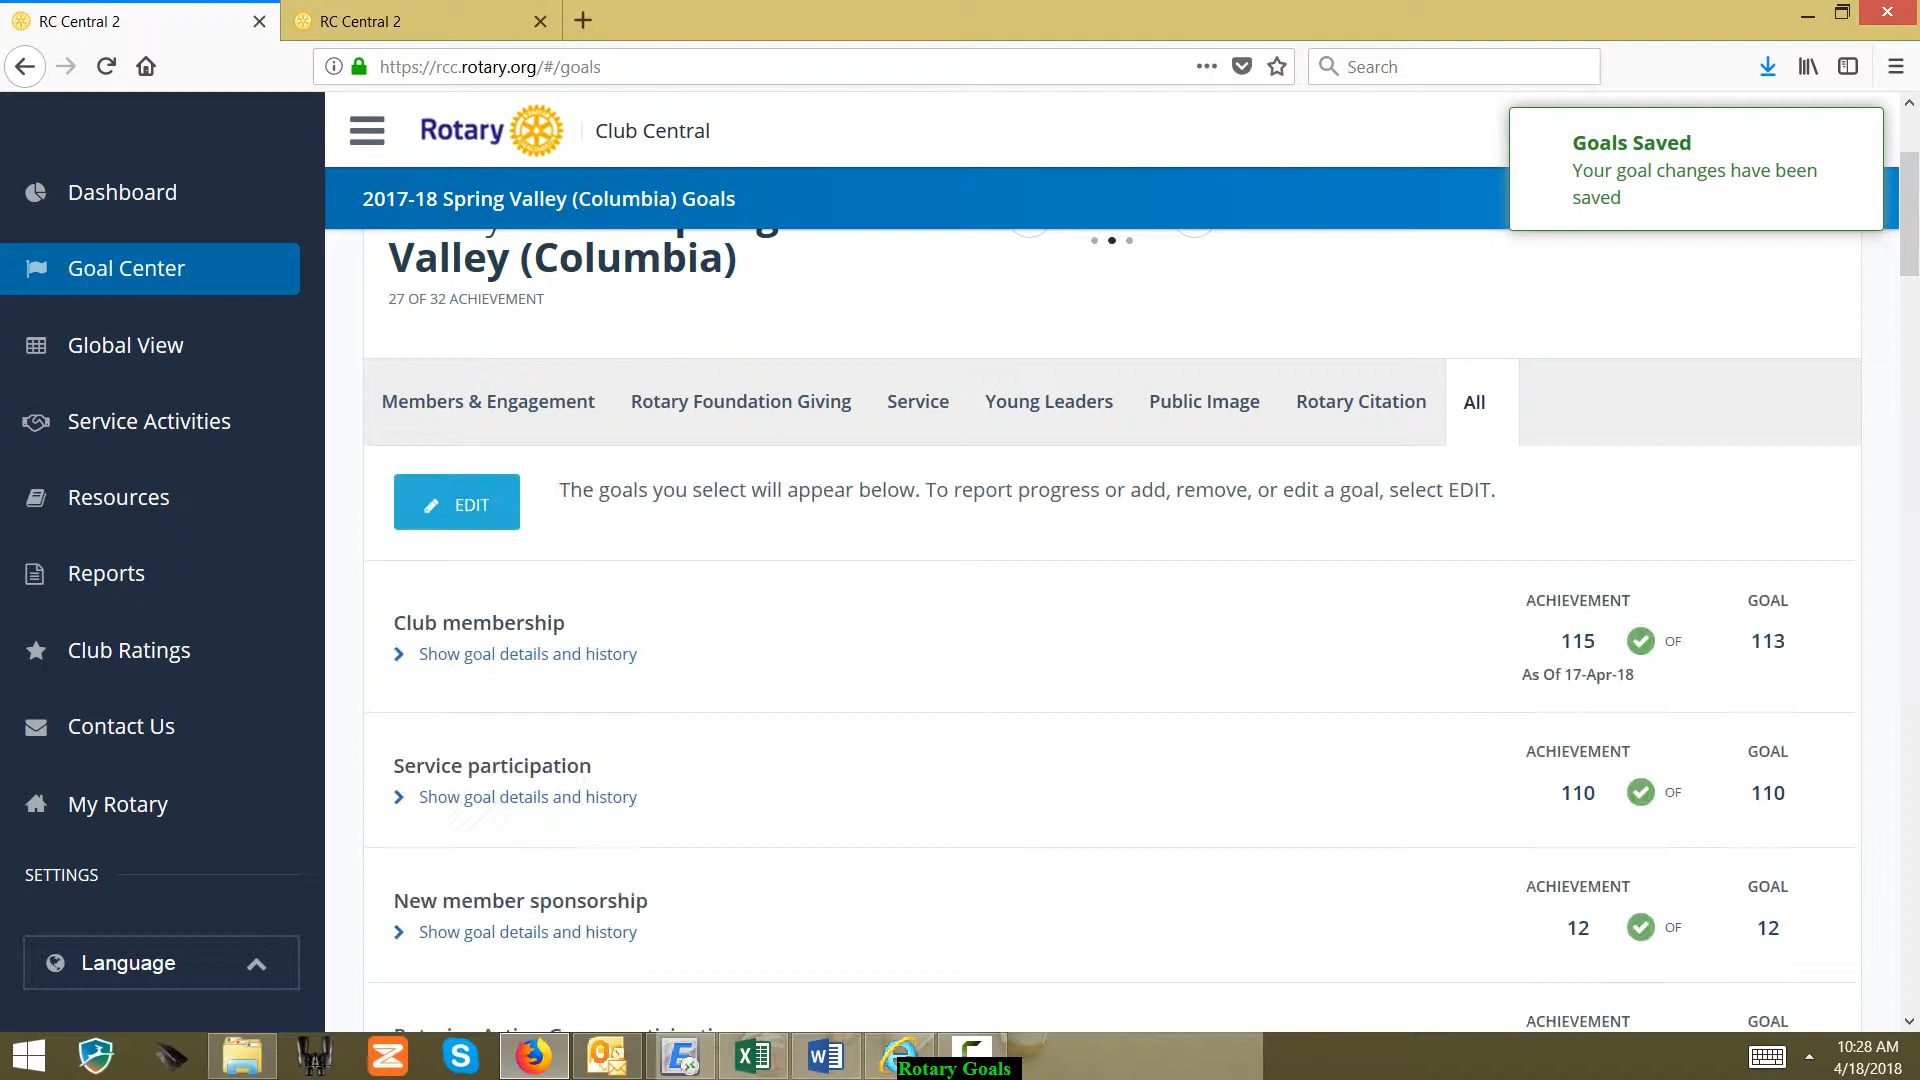 RC Central 2
RC Central 2
https://rcc.rotary.org/#/goals
Search
Rotary
Club Central
Goals Saved
Your goal changes have been
saved
2017-18 Spring Valley (Columbia) Goals
Valley (Columbia)
27 OF 32 ACHIEVEMENT
Dashboard
Goal Center
Global View
Service Activities
Resources
Reports
Club Ratings
Contact Us
My Rotary
SETTINGS
Language
Members & Engagement
Rotary Foundation Giving
Service
Young Leaders
Public Image
Rotary Citation
All
EDIT
The goals you select will appear below. To report progress or add, remove, or edit a goal, select EDIT.
Club membership
Show goal details and history
ACHIEVEMENT GOAL
115 OF 113
As Of 17-Apr-18
Service participation
Show goal details and history
ACHIEVEMENT GOAL
110 OF 110
New member sponsorship
Show goal details and history
ACHIEVEMENT GOAL
12 OF 12
ACHIEVEMENT GOAL
Rotary Goals
10:28 AM
4/18/2018